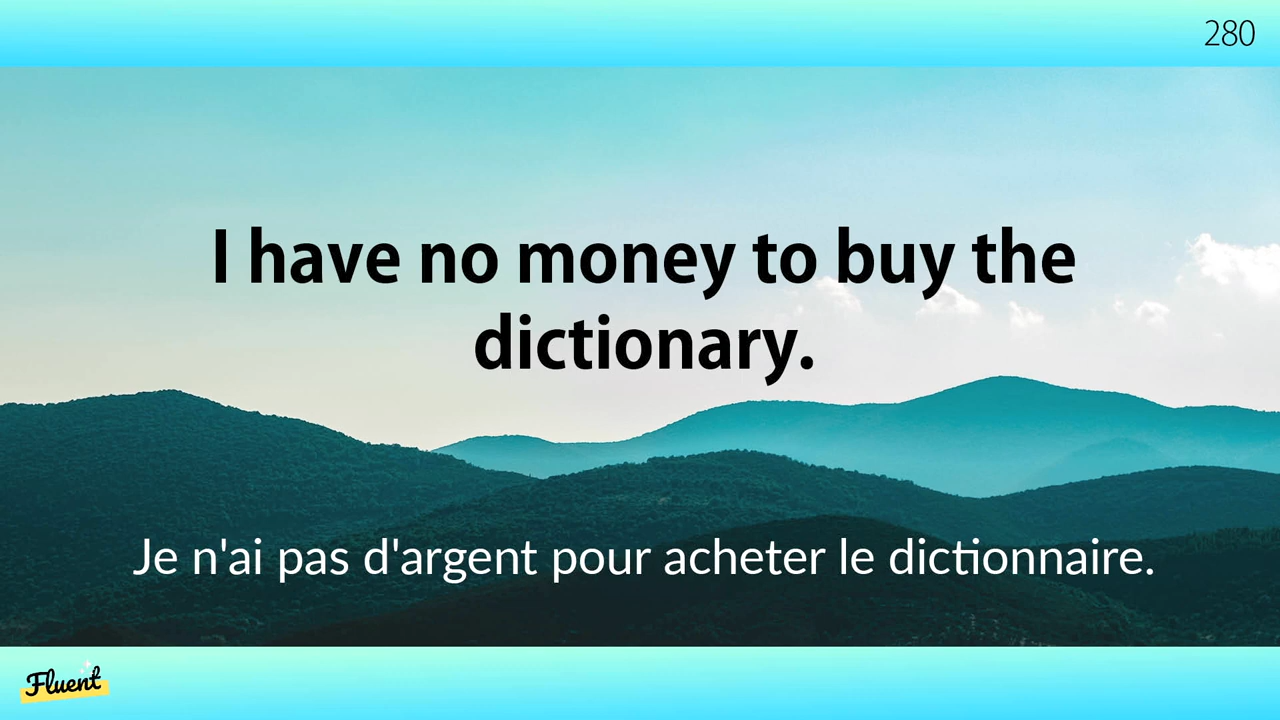 280
I have no money to buy the
dictionary.
Je n'ai pas d'argent pour acheter le dictionnaire.
Fluent